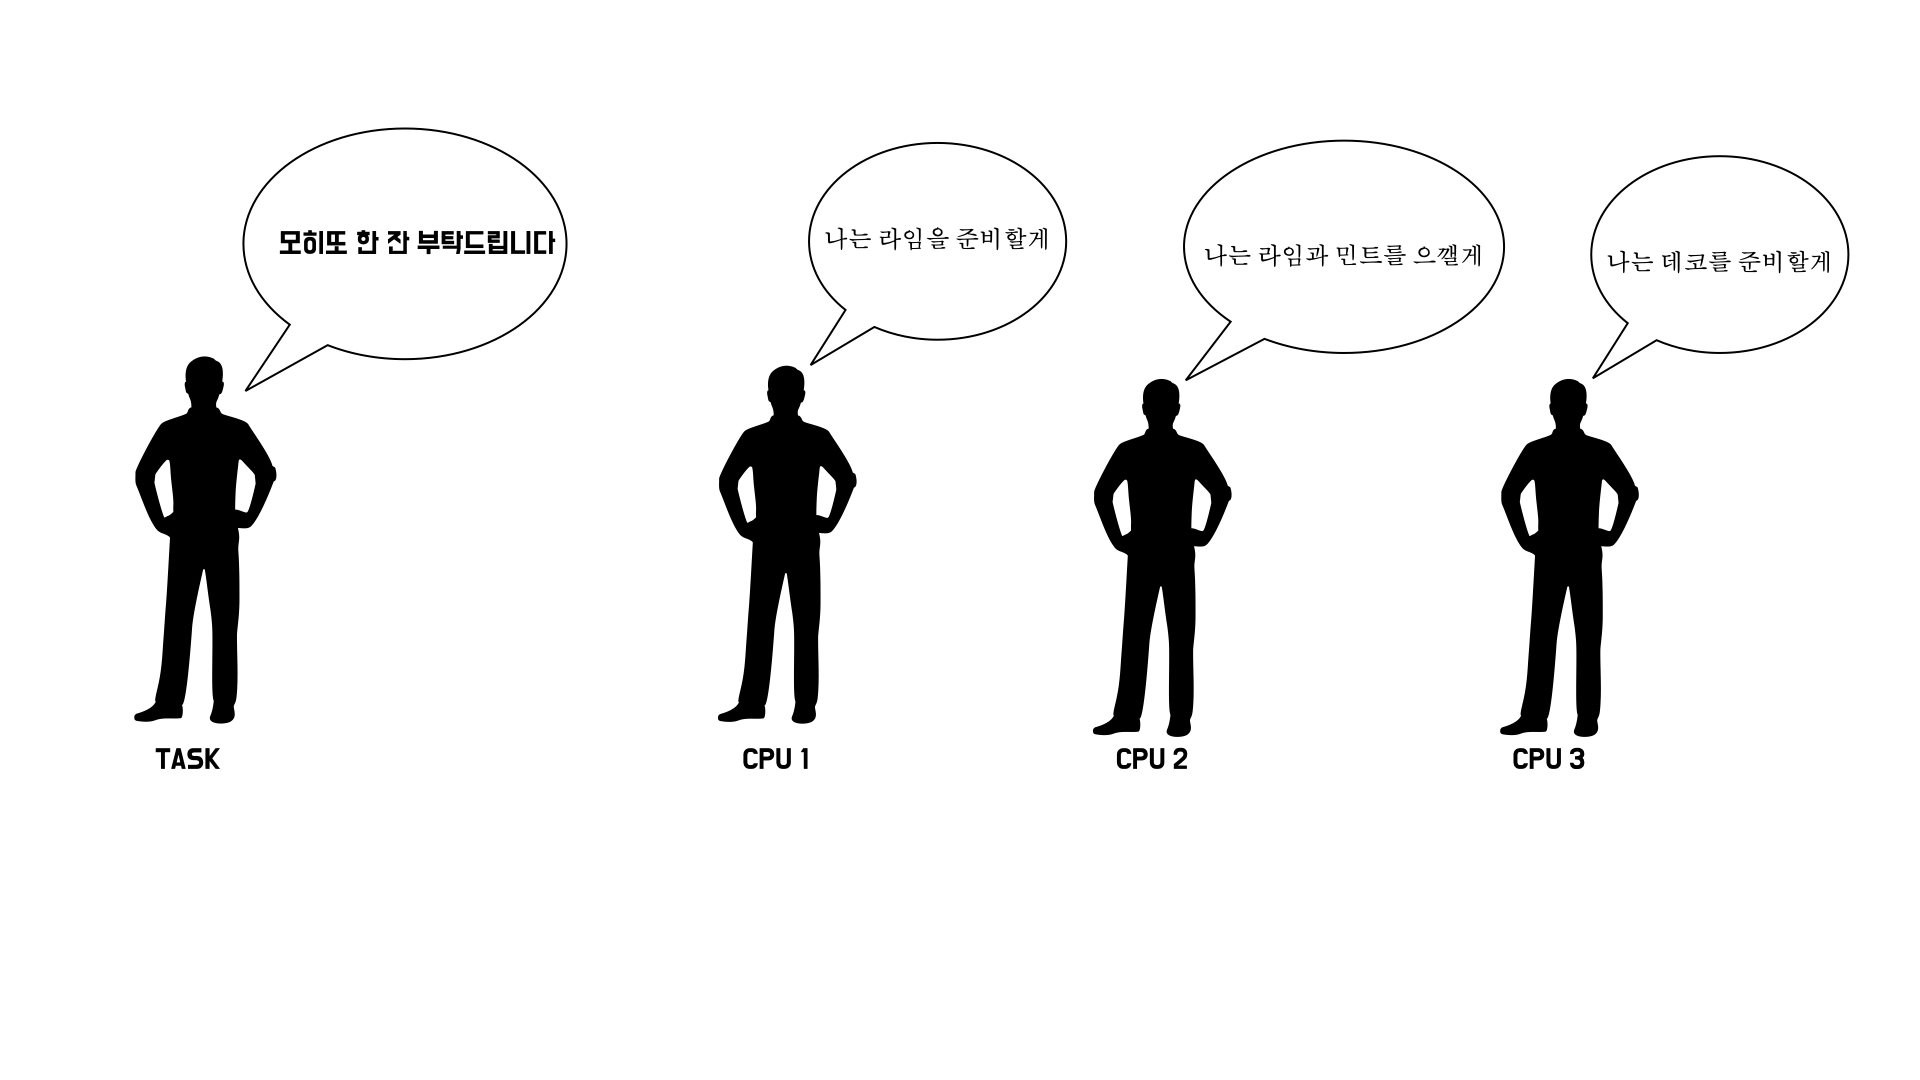 모히또 한 잔 부탁드립니다
나는 라임을 준비할게
나는 라임과 민트를 으깰게
나는 데코를 준비할게
TASK
CPU 1
CPU 2
CPU 3